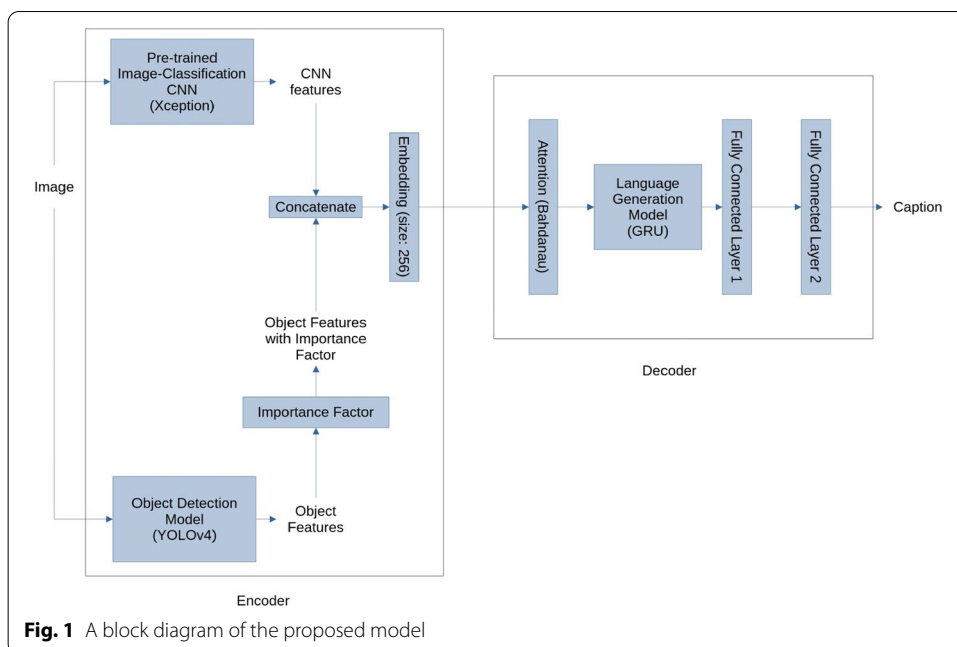 Image
Pre-trained
Image-Classification
CNN
(Xception)
CNN
features
Concatenate
Embedding (size: 256)
Object Features
with Importance
Factor
Importance Factor
Object Detection
Model
(YOLOv4)
Object
Features
Encoder
Attention (Bahdanau)
Language
Generation
Model
(GRU)
Fully Connected Layer 1
Fully Connected Layer 2
Caption
Decoder
Fig. 1 A block diagram of the proposed model